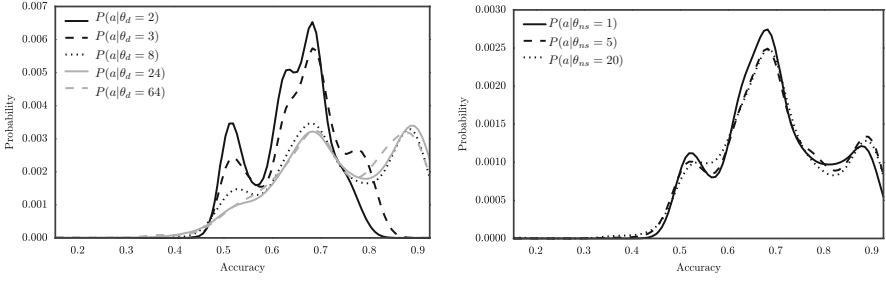 0.007
0.006
0.005
0.004
0.003
0.002
0.001
0.000
Probability
P(a|θ_d = 2)
P(a|θ_d = 3)
P(a|θ_d = 8)
P(a|θ_d = 24)
P(a|θ_d = 64)
0.2 0.3 0.4 0.5 0.6 0.7 0.8 0.9
Accuracy
0.0030
0.0025
0.0020
0.0015
0.0010
0.0005
0.0000
Probability
P(a|θ_ns = 1)
P(a|θ_ns = 5)
P(a|θ_ns = 20)
0.2 0.3 0.4 0.5 0.6 0.7 0.8 0.9
Accuracy